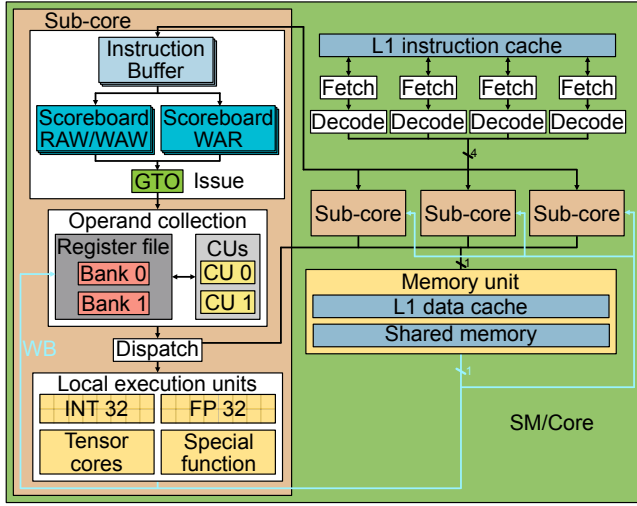 Sub-core
Instruction
Buffer
Scoreboard
RAW/WAW
Scoreboard
WAR
GTO
Issue
Operand collection
Register file
CUs
Bank 0
CU 0
Bank 1
CU 1
WB
Dispatch
Local execution units
INT 32
FP 32
Tensor
cores
Special
function
L1 instruction cache
Fetch
Fetch
Fetch
Fetch
Decode
Decode
Decode
Decode
4
Sub-core
Sub-core
Sub-core
1
Memory unit
L1 data cache
Shared memory
1
SM/Core